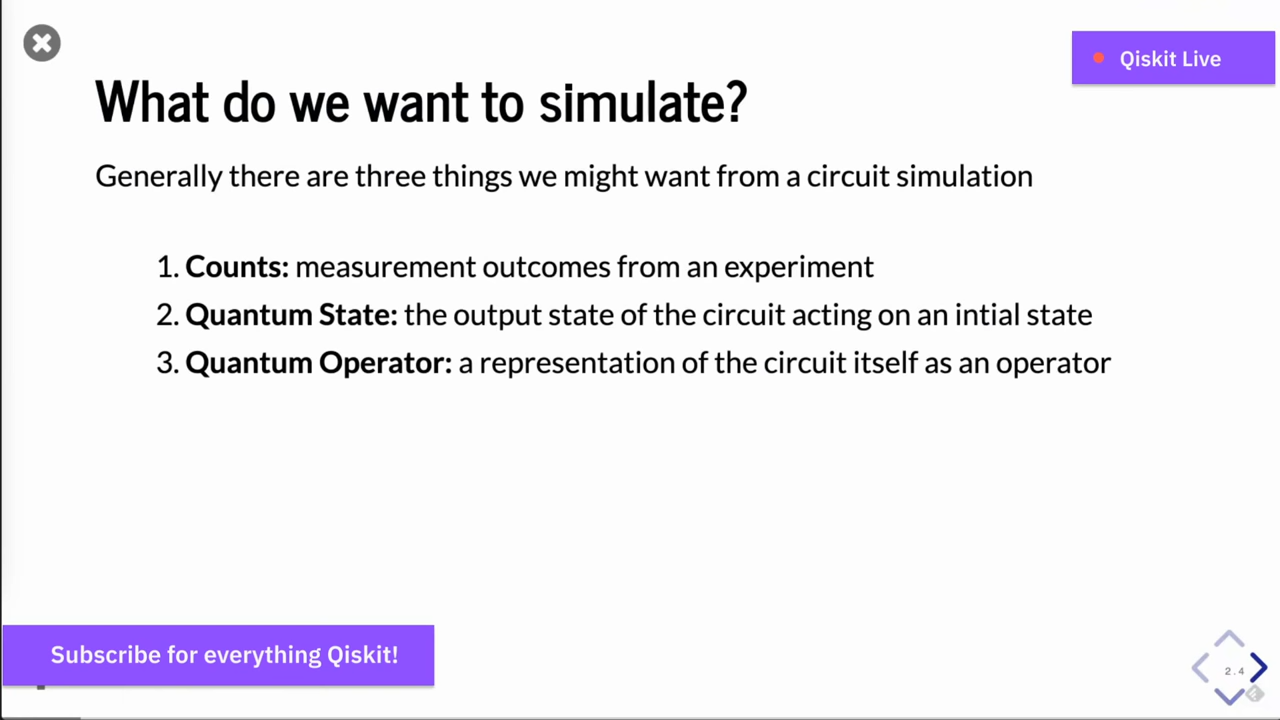 Qiskit Live
What do we want to simulate?
Generally there are three things we might want from a circuit simulation
1. Counts: measurement outcomes from an experiment
2. Quantum State: the output state of the circuit acting on an intial state
3. Quantum Operator: a representation of the circuit itself as an operator
Subscribe for everything Qiskit!
2.4